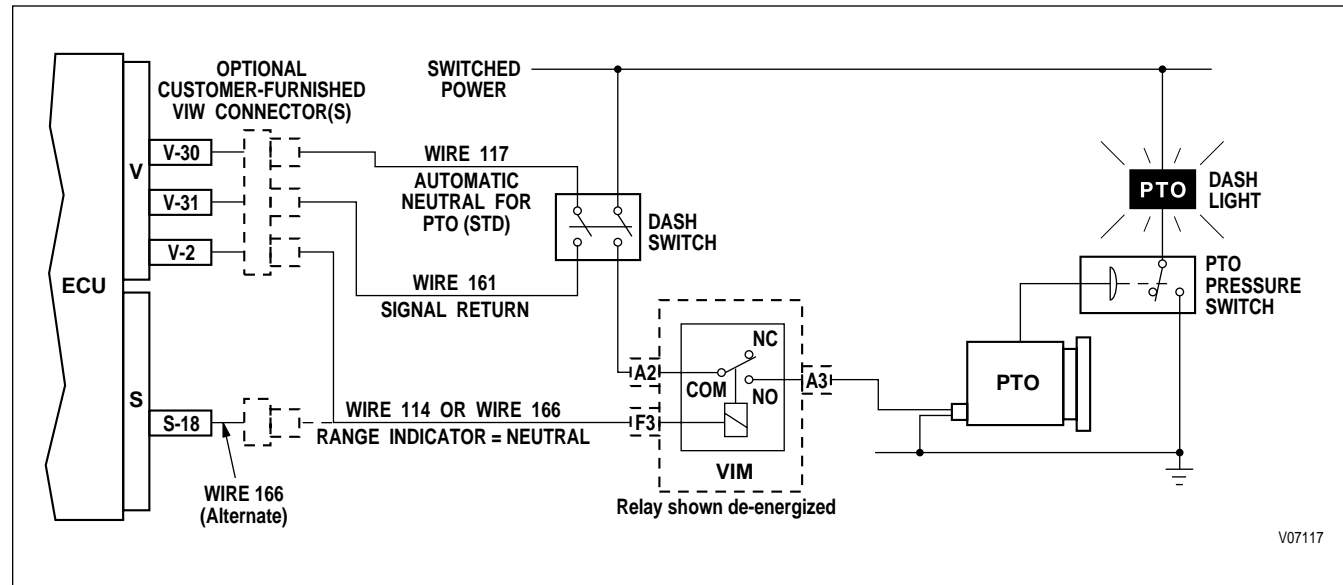 OPTIONAL
CUSTOMER-FURNISHED
VIW CONNECTOR(S)
SWITCHED
POWER
V
V-30
V-31
V-2
ECU
S
S-18
WIRE 117
AUTOMATIC
NEUTRAL FOR
PTO (STD)
DASH
SWITCH
WIRE 161
SIGNAL RETURN
PTO
DASH
LIGHT
PTO
PRESSURE
SWITCH
A2
COM
NC
NO
A3
PTO
WIRE 114 OR WIRE 166
RANGE INDICATOR = NEUTRAL
F3
VIM
Relay shown de-energized
WIRE 166
(Alternate)
V07117